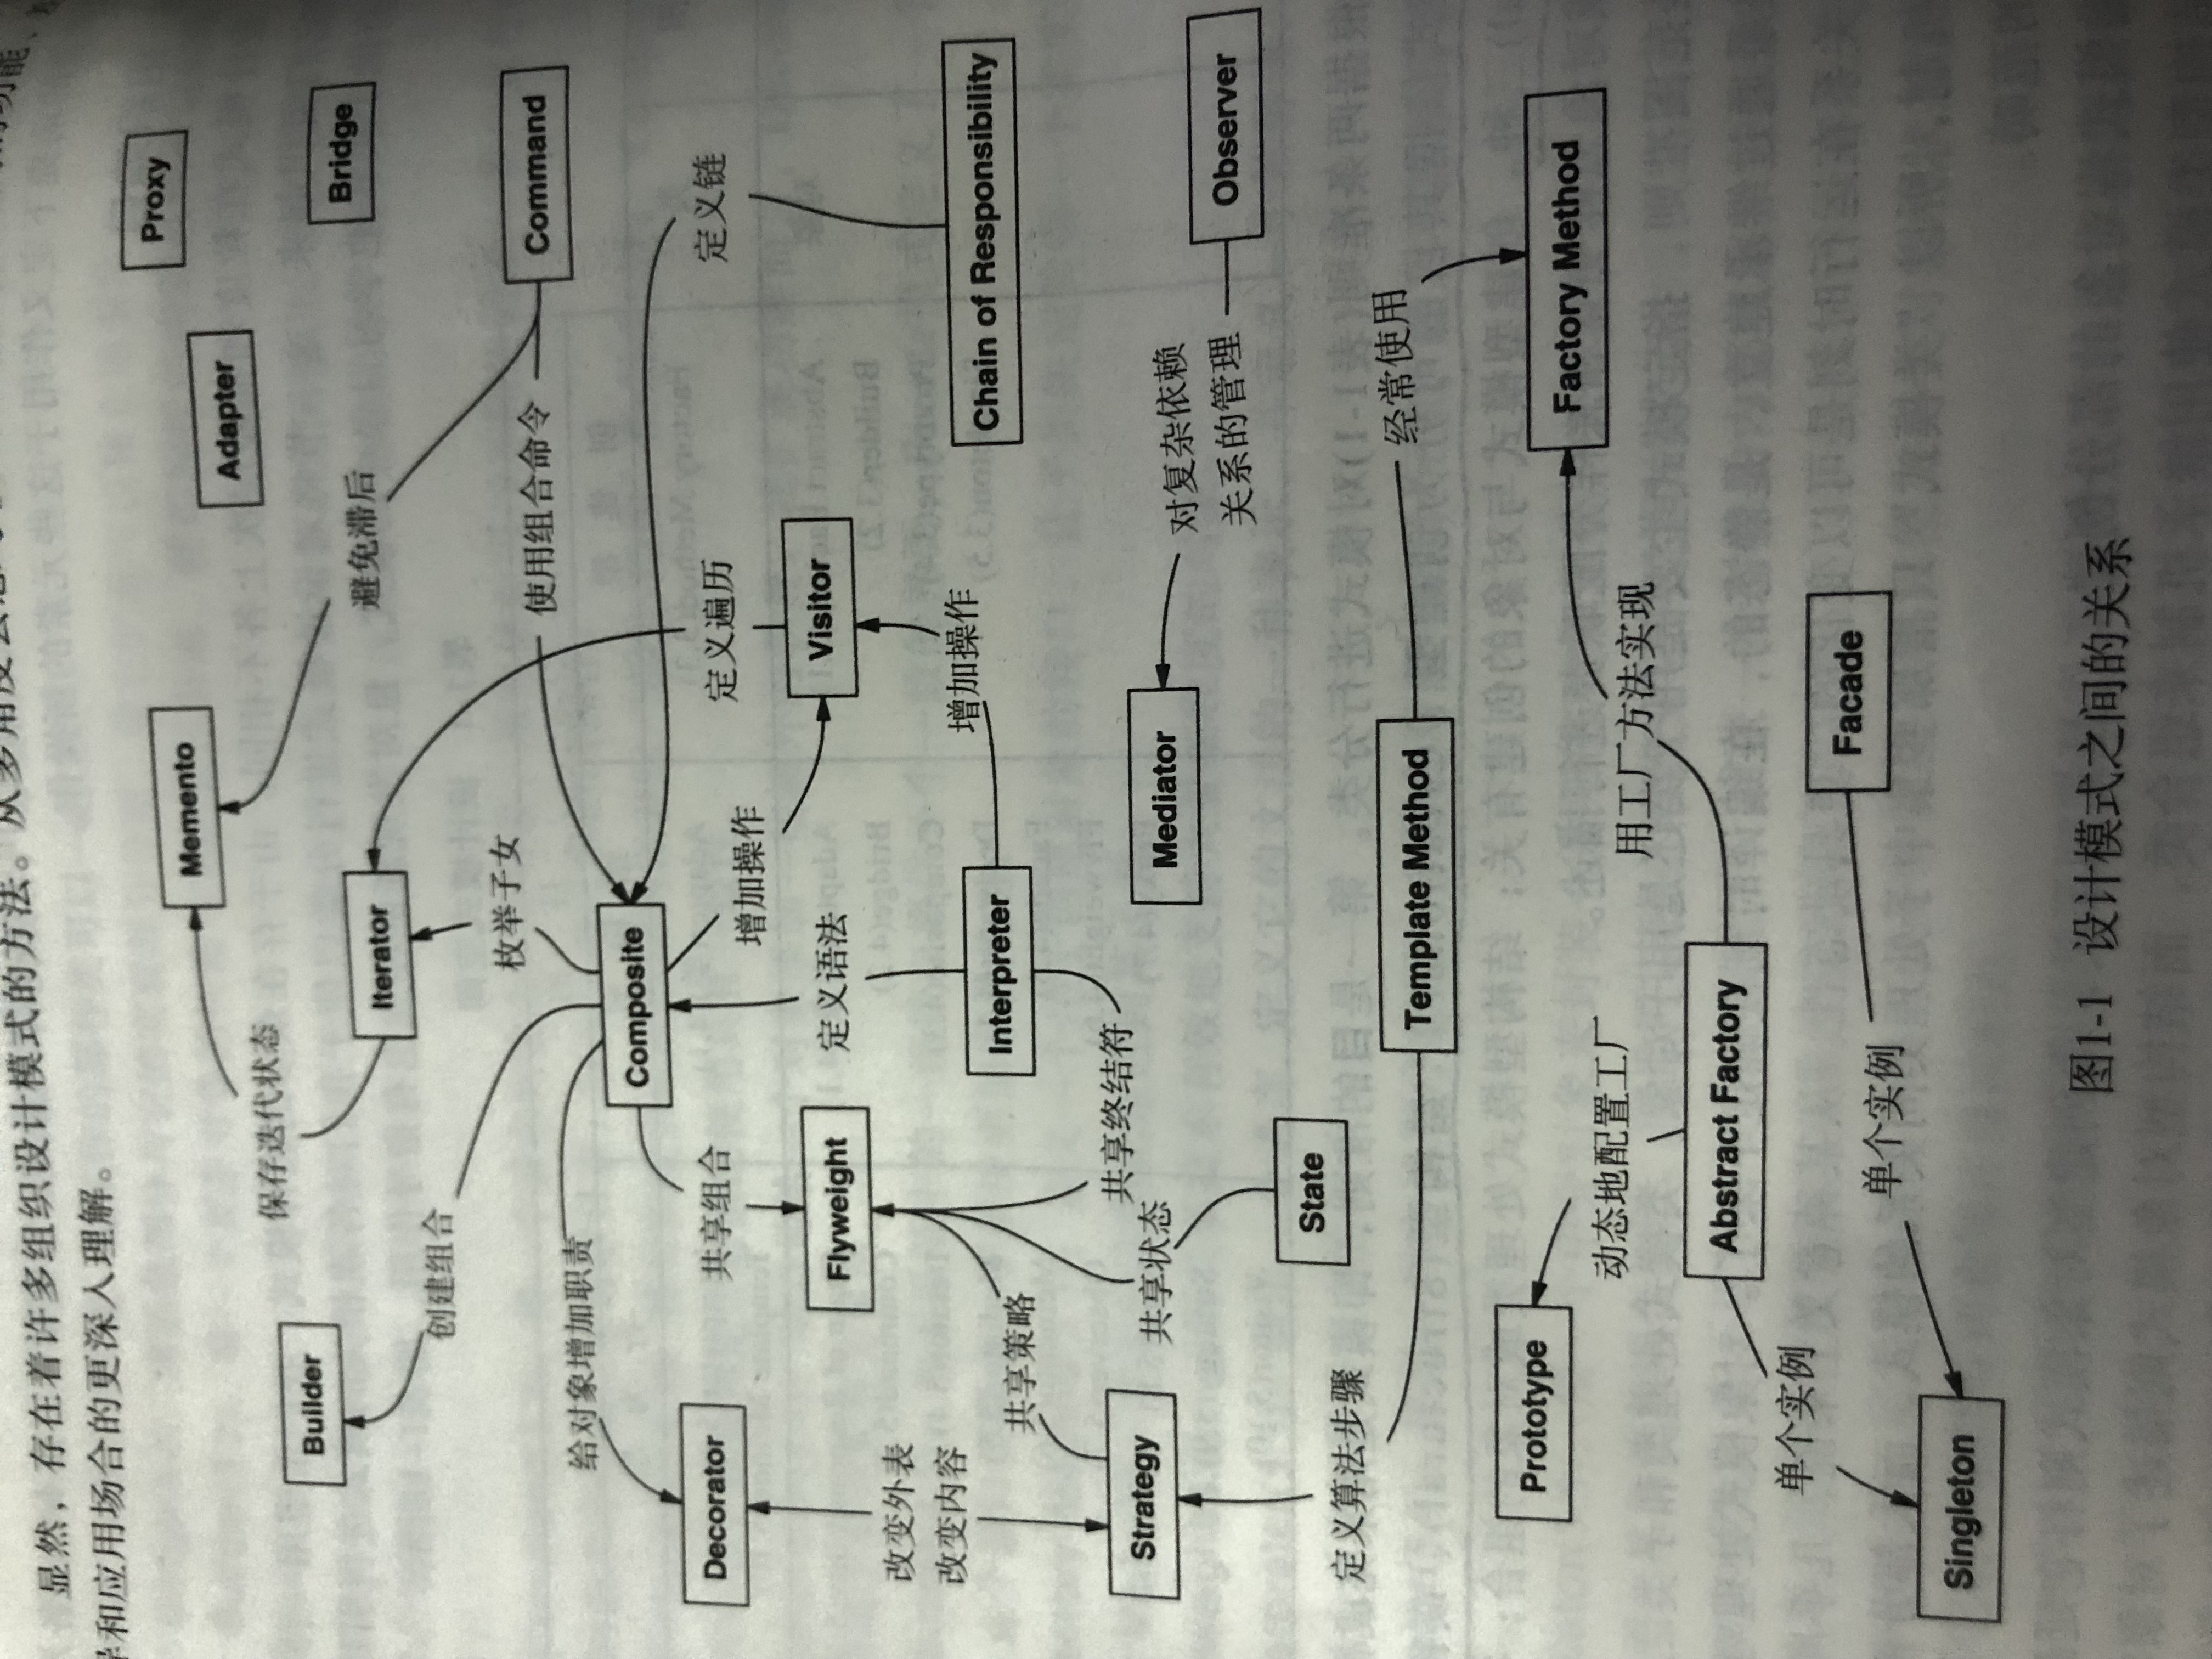 显然，存在着许多组织设计模式的方法。从多角度去思
和应用场合的更深入理解。
Proxy
Memento
Adapter
保存迭代状态
Builder
Bridge
Iterator
避免滞后
创建组合
枚举子女
使用组合命令
Command
给对象增加职责
Composite
Decorator
共享组合
增加操作
定义遍历
定义链
Flyweight
定义语法
Visitor
改变外表
改变内容
增加操作
Interpreter
Chain of Responsibility
共享策略
共享终结符
Strategy
共享状态
Mediator
对复杂依赖
关系的管理
Observer
State
定义算法步骤
Template Method
经常使用
Prototype
Factory Method
动态地配置工厂
用工厂方法实现
Abstract Factory
单个实例
Facade
单个实例
Singleton
图1-1 设计模式之间的关系